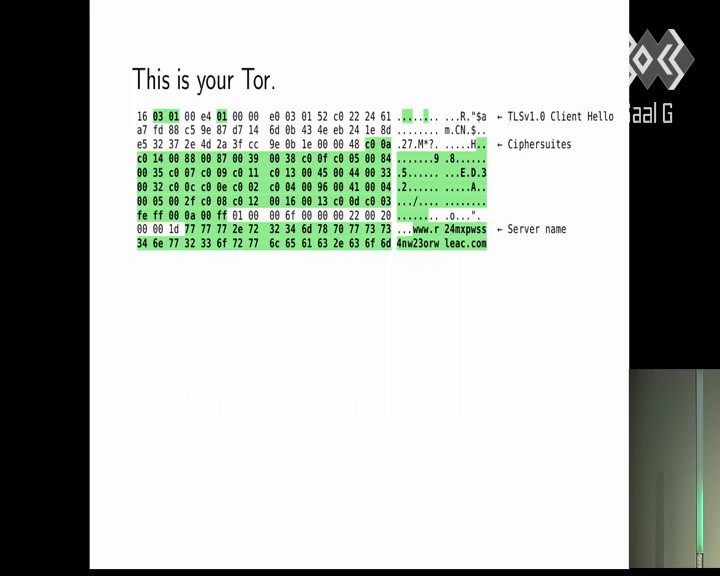 This is your Tor.
16 03 01 00 e4 01 00 00 e0 03 01 52 c0 22 24 61 ........ ...R."$a ← TLSv1.0 Client Hello
a7 fd 88 c5 9e 87 d7 14 6d 0b 43 4e eb 24 1e 8d ........ m.CN.$..
e5 32 37 2e 4d 2a 3f cc 9e 0b 1e 00 00 48 c0 0a .27.M*?. .....H.. ← Ciphersuites
c0 14 00 88 00 87 00 39 00 38 c0 0f c0 05 00 84 .......9 .8......
00 35 c0 07 c0 09 c0 11 c0 13 00 45 00 44 00 33 .5...... ...E.D.3
00 32 c0 0c c0 0e c0 02 c0 04 00 96 00 41 00 04 .2...... .....A..
00 05 00 2f c0 08 c0 12 00 16 00 13 c0 0d c0 03 .../.... ........
fe ff 00 0a 00 ff 01 00 00 6f 00 00 00 22 00 20 ........ .o...".
00 00 1d 77 77 77 2e 72 32 34 6d 78 70 77 73 73 ...www.r 24mxpwss ← Server name
34 6e 77 32 33 6f 72 77 6c 65 61 63 2e 63 6f 6d 4nw23orw leac.com
Saal G